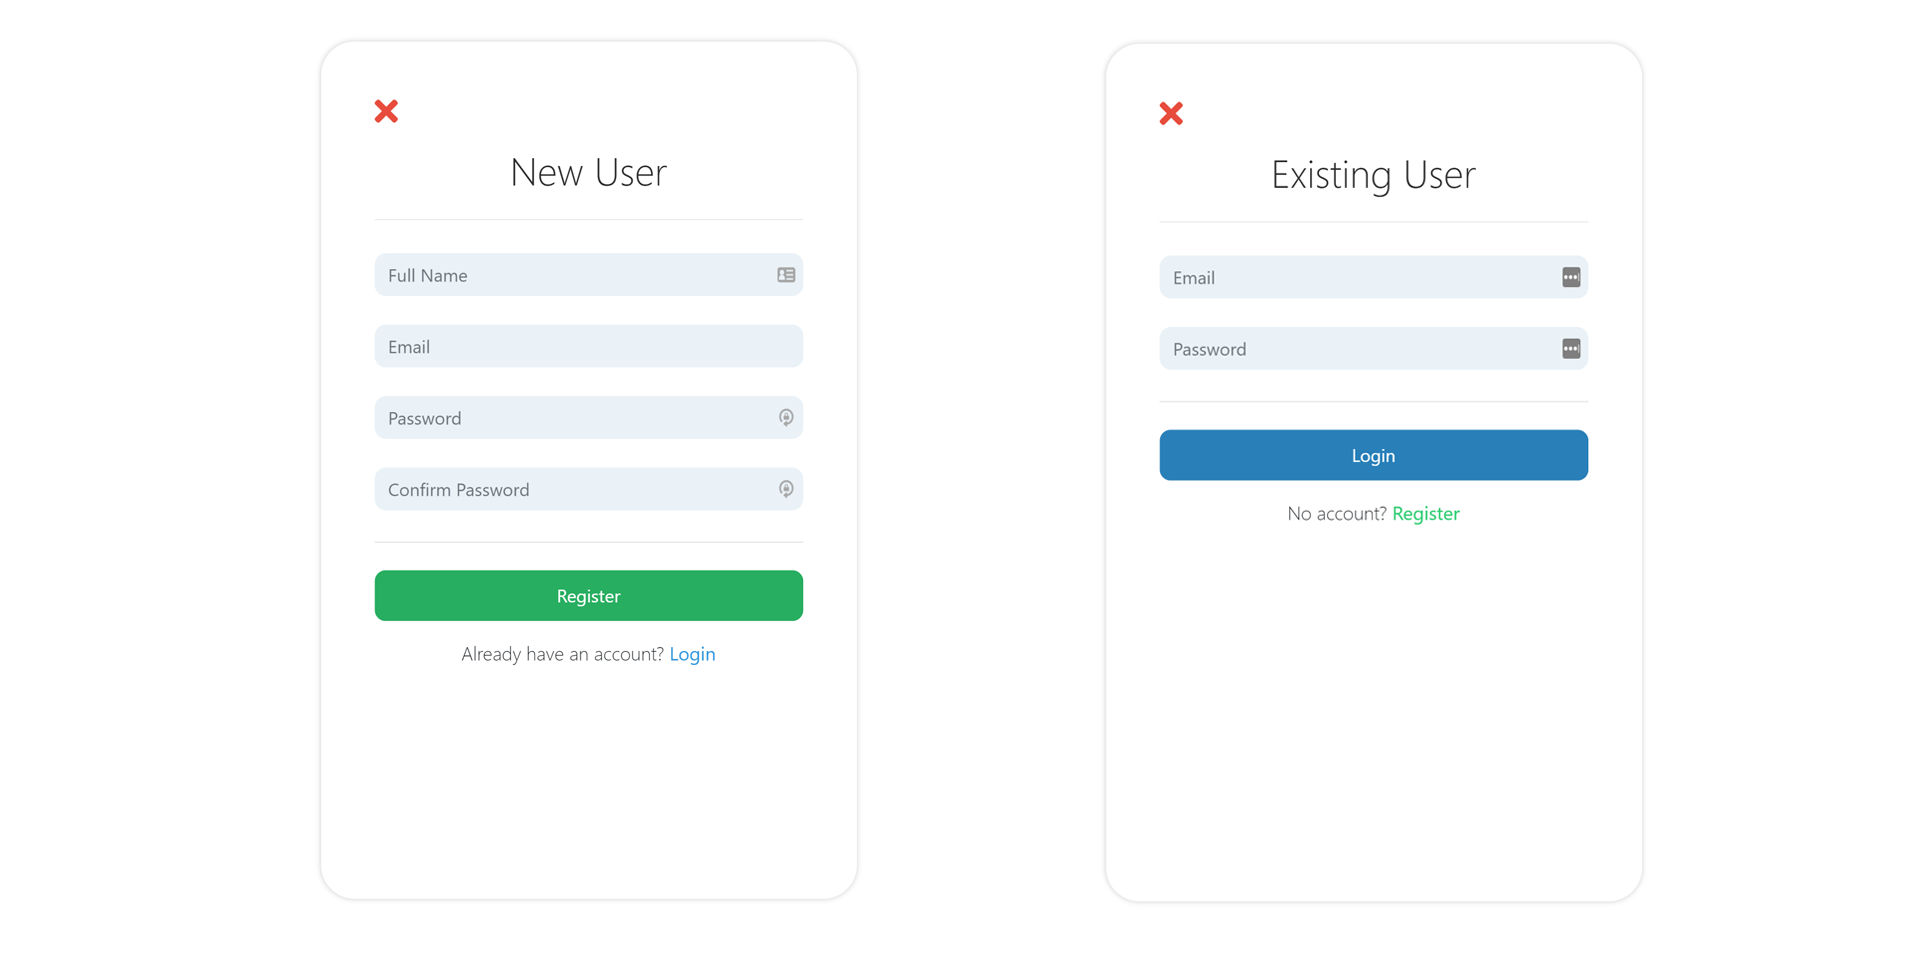 New User
Full Name
Email
Password
Confirm Password
Register
Already have an account? Login
Existing User
Email
Password
Login
No account? Register